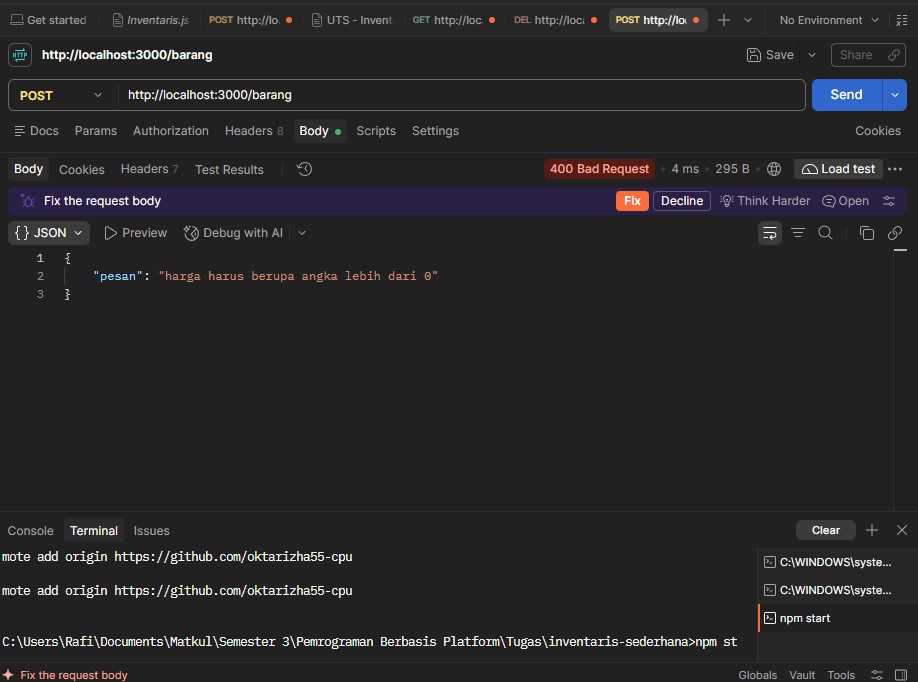 Get started Inventaris.js POST http://lo UTS - Invent GET http://loc DEL http://loca POST http://lo No Environment
HTTP http://localhost:3000/barang Save Share
POST http://localhost:3000/barang Send
Docs Params Authorization Headers 8 Body Scripts Settings Cookies
Body Cookies Headers 7 Test Results 400 Bad Request 4 ms 295 B Load test
Fix the request body Fix Decline Think Harder Open
{} JSON Preview Debug with AI
1 {
2 "pesan": "harga harus berupa angka lebih dari 0"
3 }
Console Terminal Issues Clear
mote add origin https://github.com/oktarizha55-cpu
C:\WINDOWS\syste...
mote add origin https://github.com/oktarizha55-cpu
C:\WINDOWS\syste...
npm start
C:\Users\Rafi\Documents\Matkul\Semester 3\Pemrograman Berbasis Platform\Tugas\inventaris-sederhana>npm st
Fix the request body Globals Vault Tools